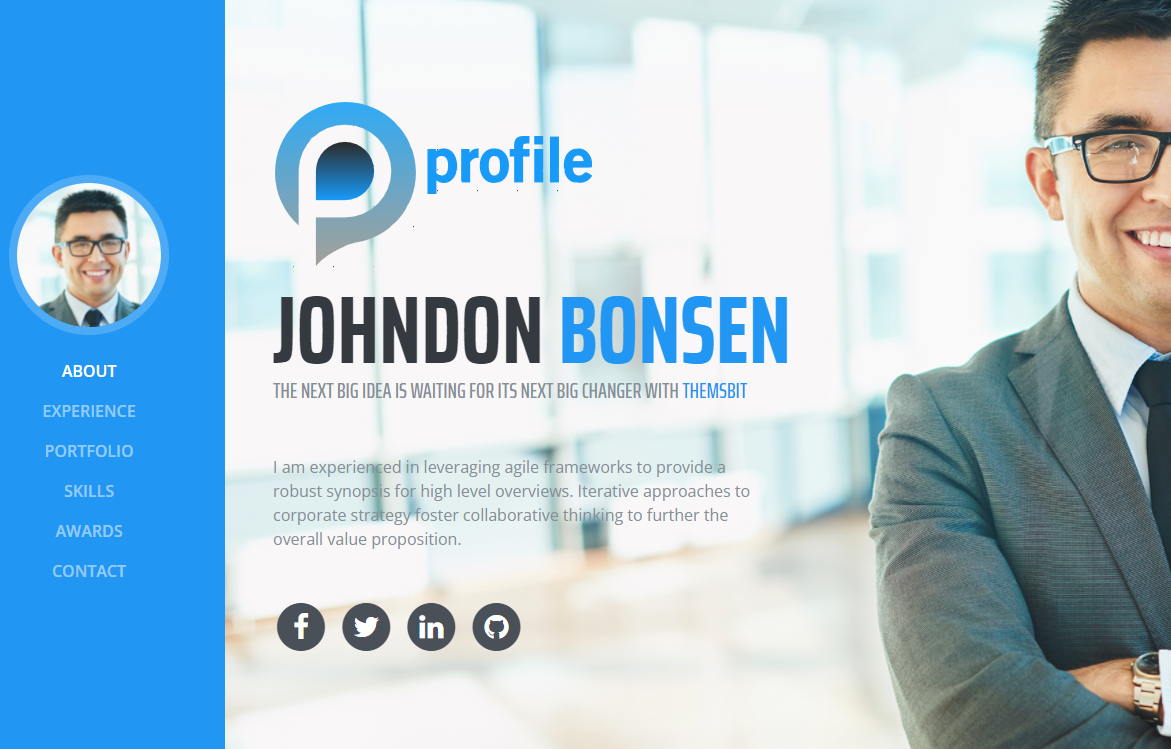 ABOUT
EXPERIENCE
PORTFOLIO
SKILLS
AWARDS
CONTACT
profile
JOHNDON BONSEN
THE NEXT BIG IDEA IS WAITING FOR ITS NEXT BIG CHANGER WITH THEMSBIT
I am experienced in leveraging agile frameworks to provide a
robust synopsis for high level overviews. Iterative approaches to
corporate strategy foster collaborative thinking to further the
overall value proposition.